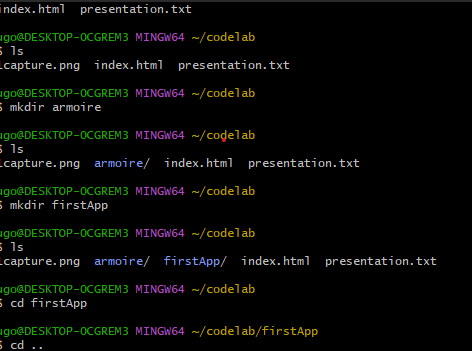 index.html  presentation.txt
ugo@DESKTOP-OCGREM3 MINGW64 ~/codelab
$ ls
1capture.png  index.html  presentation.txt
ugo@DESKTOP-OCGREM3 MINGW64 ~/codelab
$ mkdir armoire
ugo@DESKTOP-OCGREM3 MINGW64 ~/codelab
$ ls
1capture.png  armoire/  index.html  presentation.txt
ugo@DESKTOP-OCGREM3 MINGW64 ~/codelab
$ mkdir firstApp
ugo@DESKTOP-OCGREM3 MINGW64 ~/codelab
$ ls
1capture.png  armoire/  firstApp/  index.html  presentation.txt
ugo@DESKTOP-OCGREM3 MINGW64 ~/codelab
$ cd firstApp
ugo@DESKTOP-OCGREM3 MINGW64 ~/codelab/firstApp
$ cd ..